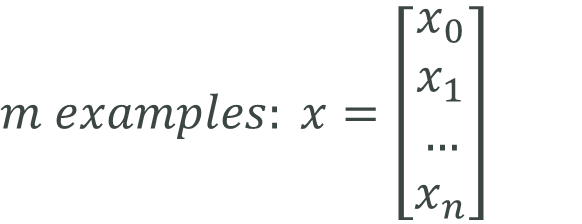 m examples: x = [x₀
x₁
...
xₙ]